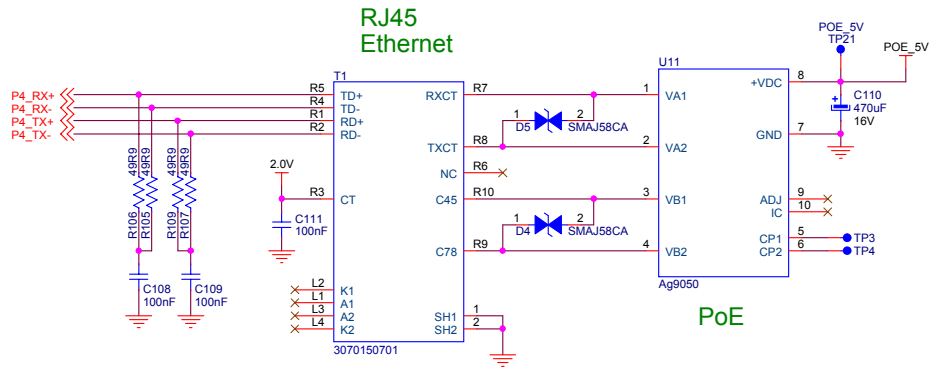 RJ45
Ethernet
P4_RX+
P4_RX-
P4_TX+
P4_TX-
49R9
49R9
49R9
49R9
R106
R105
R109
R107
C108
100nF
C109
100nF
2.0V
C111
100nF
T1
R5 TD+
R4 TD-
R1 RD+
R2 RD-
R3 CT
L2 K1
L1 A1
L3 A2
L4 K2
RXCT R7
TXCT R8
NC R6
C45 R10
C78 R9
SH1 1
SH2 2
3070150701
1 2
D5 SMAJ58CA
1 2
D4 SMAJ58CA
U11
1 VA1
2 VA2
3 VB1
4 VB2
+VDC 8
GND 7
ADJ 9
IC 10
CP1 5 TP3
CP2 6 TP4
Ag9050
POE_5V
TP21
POE_5V
+
C110
470uF
16V
PoE